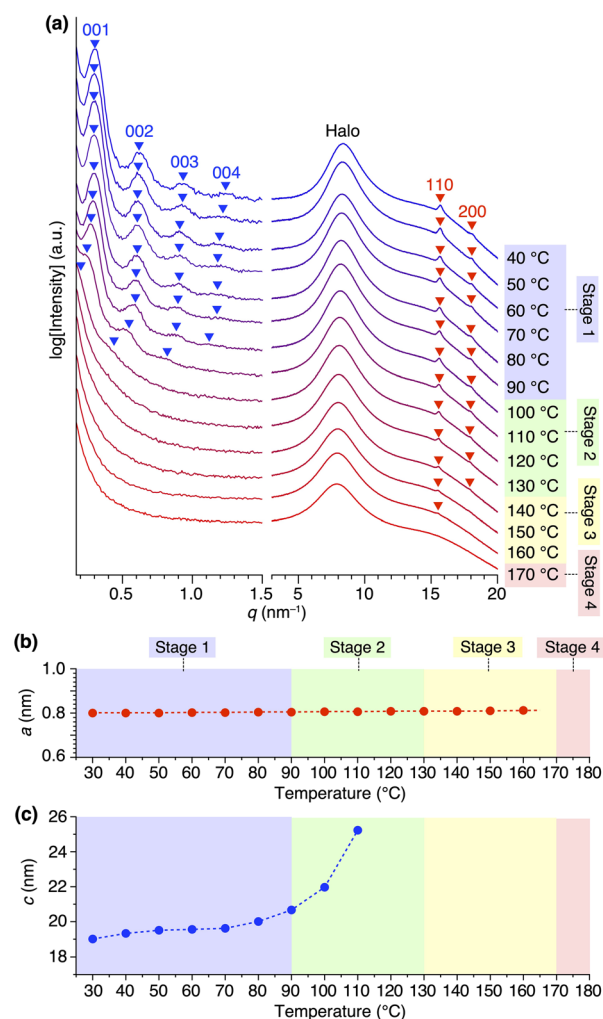 (a)
001
002
003
004
Halo
110
200
log[Intensity] (a.u.)
40 °C
50 °C
60 °C
70 °C
80 °C
90 °C
100 °C
110 °C
120 °C
130 °C
140 °C
150 °C
160 °C
170 °C
Stage 1
Stage 2
Stage 3
Stage 4
0.5 1.0 1.5 5 10 15 20
q (nm⁻¹)
(b)
Stage 1 Stage 2 Stage 3 Stage 4
1.0
0.8
0.6
a (nm)
30 40 50 60 70 80 90 100 110 120 130 140 150 160 170 180
Temperature (°C)
(c)
26
24
22
20
18
c (nm)
30 40 50 60 70 80 90 100 110 120 130 140 150 160 170 180
Temperature (°C)